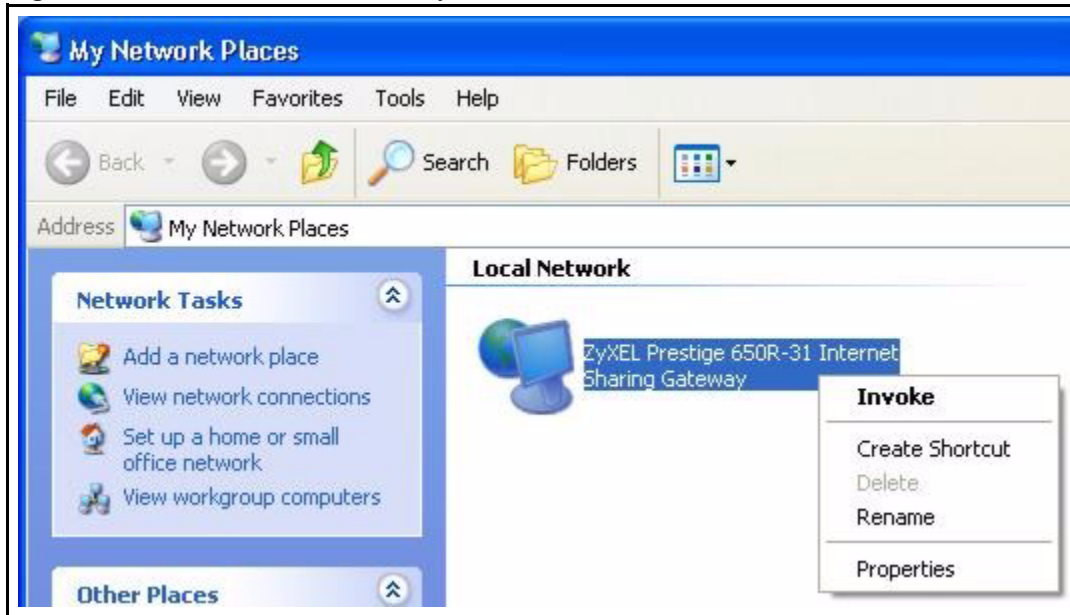 My Network Places
File Edit View Favorites Tools Help
Back Search Folders
Address My Network Places
Network Tasks
Add a network place
View network connections
Set up a home or small
office network
View workgroup computers
Other Places
Local Network
ZyXEL Prestige 650R-31 Internet
Sharing Gateway
Invoke
Create Shortcut
Delete
Rename
Properties